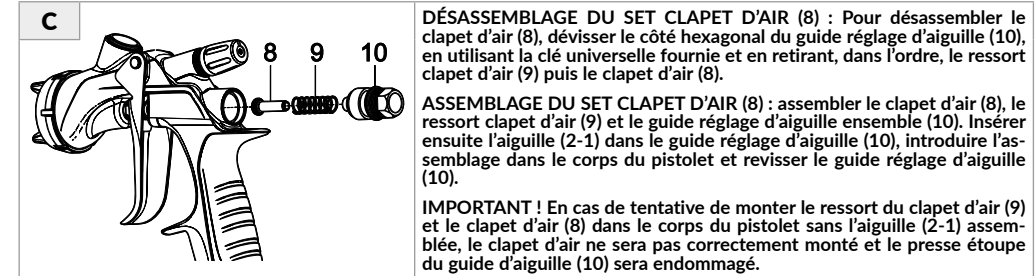 C
8 9 10
DÉSASSEMBLAGE DU SET CLAPET D'AIR (8) : Pour désassembler le
clapet d'air (8), dévisser le côté hexagonal du guide réglage d'aiguille (10),
en utilisant la clé universelle fournie et en retirant, dans l'ordre, le ressort
clapet d'air (9) puis le clapet d'air (8).
ASSEMBLAGE DU SET CLAPET D'AIR (8) : assembler le clapet d'air (8), le
ressort clapet d'air (9) et le guide réglage d'aiguille ensemble (10). Insérer
ensuite l'aiguille (2-1) dans le guide réglage d'aiguille (10), introduire l'as-
semblage dans le corps du pistolet et revisser le guide réglage d'aiguille
(10).
IMPORTANT ! En cas de tentative de monter le ressort du clapet d'air (9)
et le clapet d'air (8) dans le corps du pistolet sans l'aiguille (2-1) assem-
blée, le clapet d'air ne sera pas correctement monté et le presse étoupe
du guide d'aiguille (10) sera endommagé.